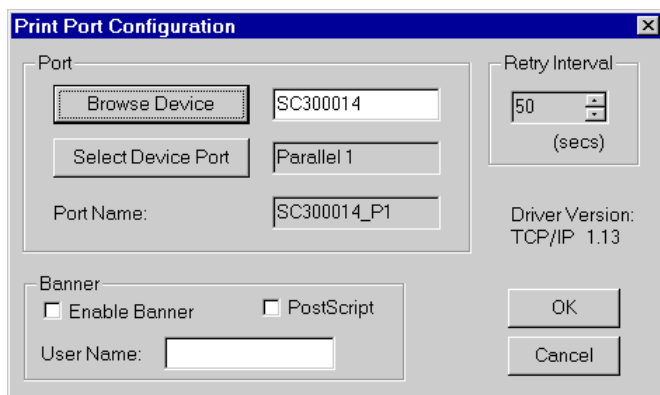 Print Port Configuration
Port
Browse Device
SC300014
Select Device Port
Parallel 1
Port Name:
SC300014_P1
Retry Interval
50
(secs)
Driver Version:
TCP/IP 1.13
Banner
Enable Banner
PostScript
User Name:
OK
Cancel